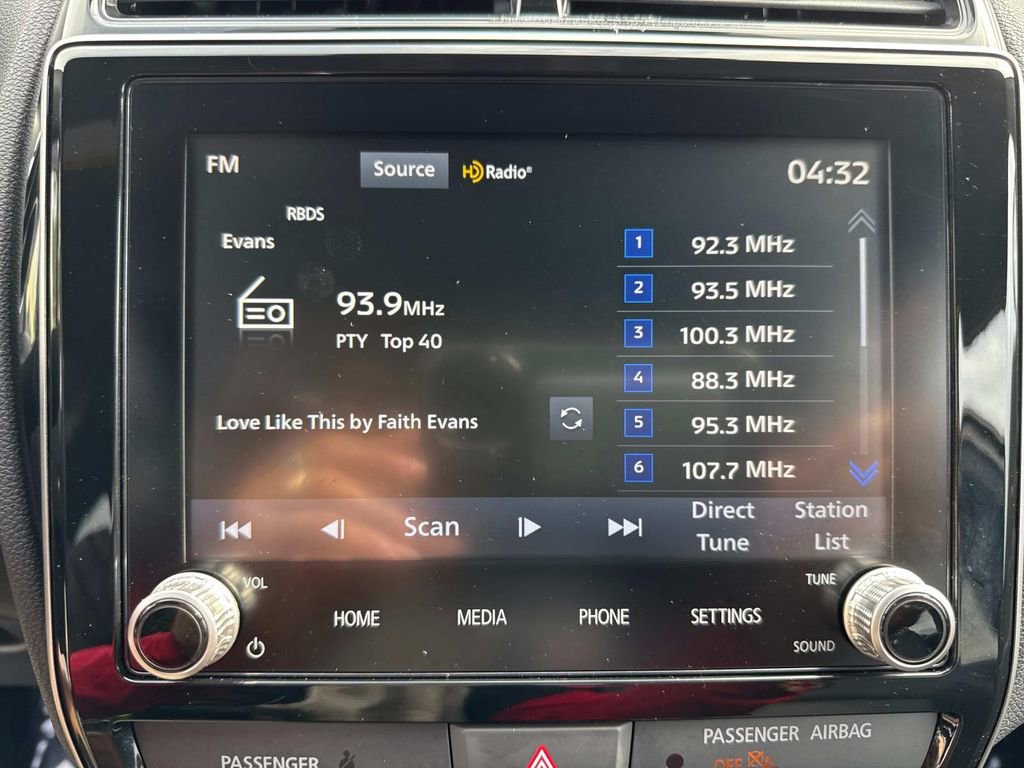 FM
Source
HD Radio®
04:32
RBDS
Evans
93.9MHz
PTY Top 40
Love Like This by Faith Evans
1 92.3 MHz
2 93.5 MHz
3 100.3 MHz
4 88.3 MHz
5 95.3 MHz
6 107.7 MHz
Scan
Direct
Tune
Station
List
VOL
TUNE
HOME
MEDIA
PHONE
SETTINGS
SOUND
PASSENGER
PASSENGER AIRBAG
OFF